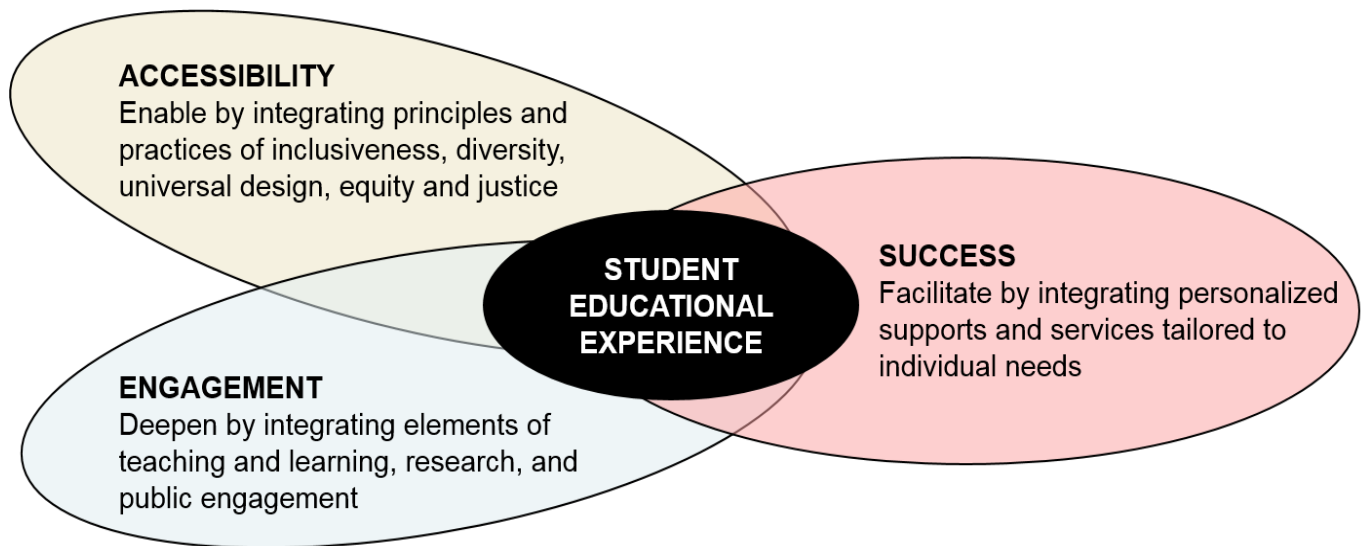 ACCESSIBILITY
Enable by integrating principles and
practices of inclusiveness, diversity,
universal design, equity and justice
STUDENT
EDUCATIONAL
EXPERIENCE
SUCCESS
Facilitate by integrating personalized
supports and services tailored to
individual needs
ENGAGEMENT
Deepen by integrating elements of
teaching and learning, research, and
public engagement